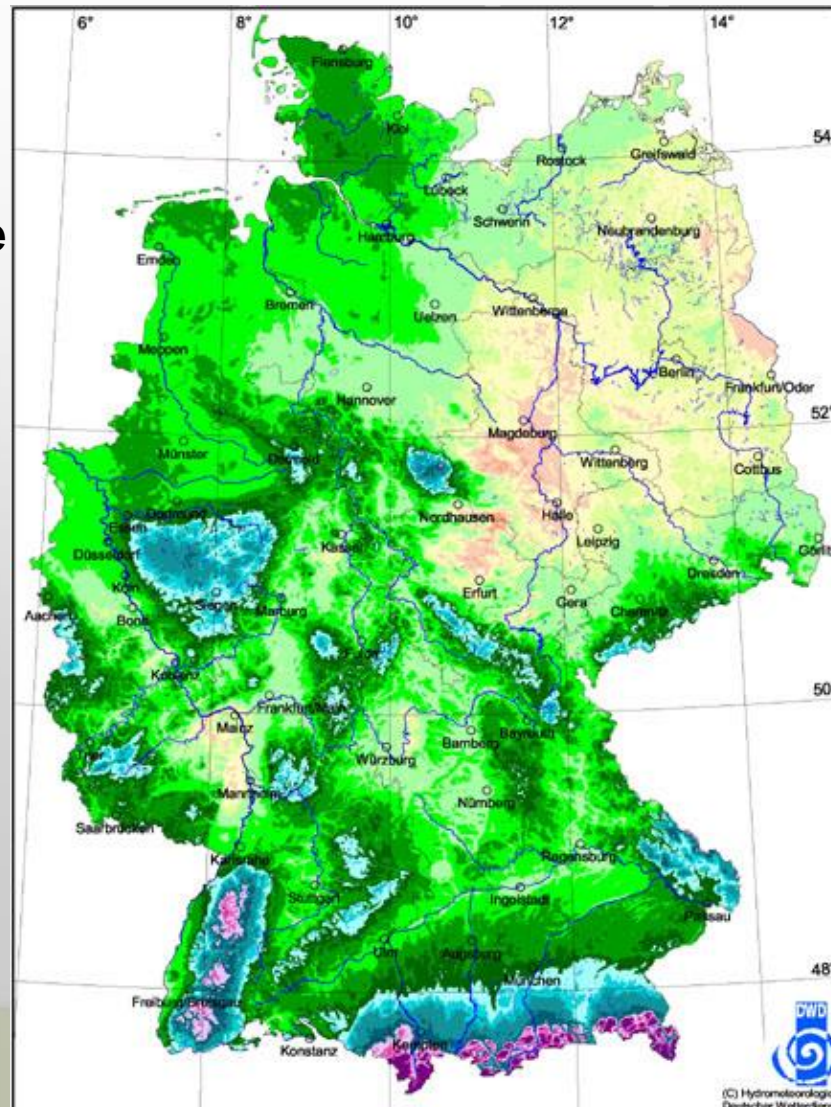 6°
8°
10°
12°
14°
Flensburg
Kiel
54°
Rostock
Greifswald
Lübeck
Schwerin
e
Hamburg
Neubrandenburg
Emden
Bremen
Uelzen
Wittenberge
Meppen
Berlin
Frankfurt/Oder
Hannover
52°
Magdeburg
Münster
Detmold
Wittenberg
Cottbus
Dortmund
Essen
Nordhausen
Halle
Leipzig
Düsseldorf
Kassel
Görlitz
Dresden
Köln
Siegen
Marburg
Erfurt
Gera
Chemnitz
Aachen
Bonn
Koblenz
50°
Frankfurt/Main
Mainz
Bamberg
Bayreuth
Trier
Würzburg
Mannheim
Nürnberg
Saarbrücken
Karlsruhe
Regensburg
Stuttgart
Ingolstadt
Passau
Ulm
Augsburg
48°
München
Freiburg/Breisgau
DWD
Konstanz
Kempten
(C) Hydrometeorologie
Deutscher Wetterdienst